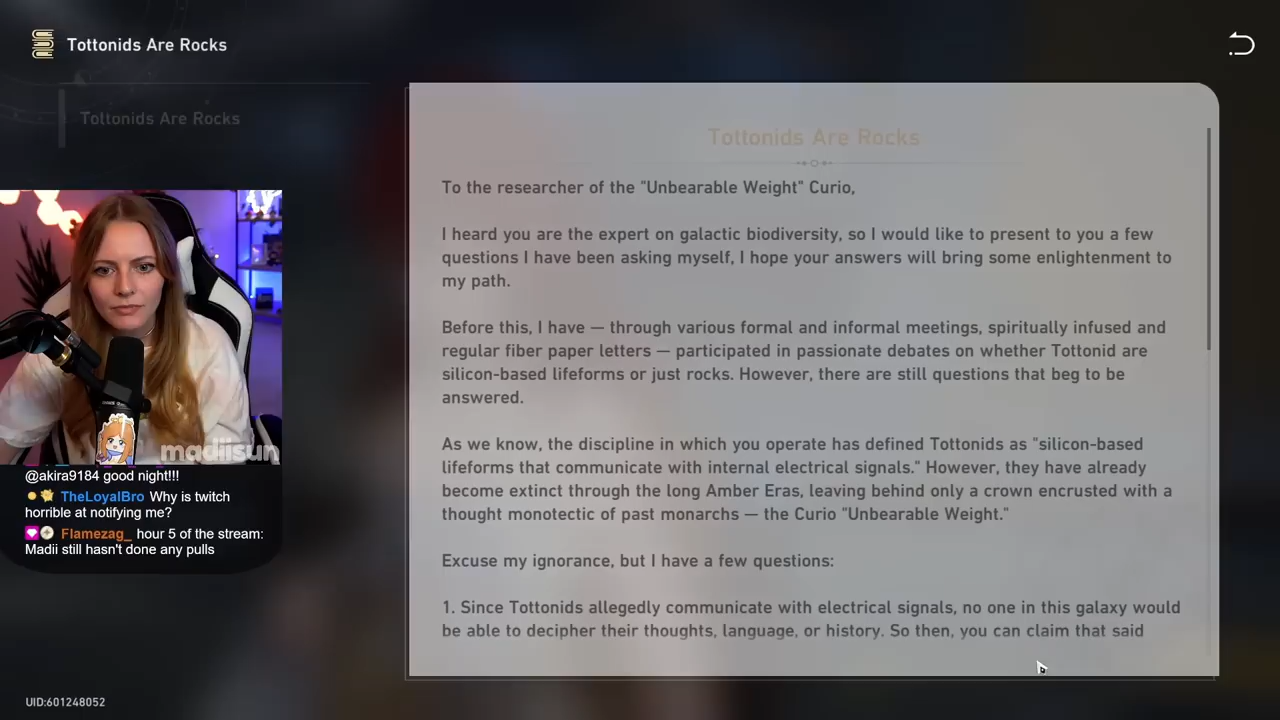 Tottonids Are Rocks
Tottonids Are Rocks
Tottonids Are Rocks
To the researcher of the "Unbearable Weight" Curio,
I heard you are the expert on galactic biodiversity, so I would like to present to you a few
questions I have been asking myself, I hope your answers will bring some enlightenment to
my path.
Before this, I have — through various formal and informal meetings, spiritually infused and
regular fiber paper letters — participated in passionate debates on whether Tottonid are
silicon-based lifeforms or just rocks. However, there are still questions that beg to be
answered.
As we know, the discipline in which you operate has defined Tottonids as "silicon-based
lifeforms that communicate with internal electrical signals." However, they have already
become extinct through the long Amber Eras, leaving behind only a crown encrusted with a
thought monotectic of past monarchs — the Curio "Unbearable Weight."
Excuse my ignorance, but I have a few questions:
1. Since Tottonids allegedly communicate with electrical signals, no one in this galaxy would
be able to decipher their thoughts, language, or history. So then, you can claim that said
madiisun
@akira9184 good night!!!
TheLoyalBro Why is twitch
horrible at notifying me?
Flamezag_ hour 5 of the stream:
Madii still hasn't done any pulls
UID:601248052